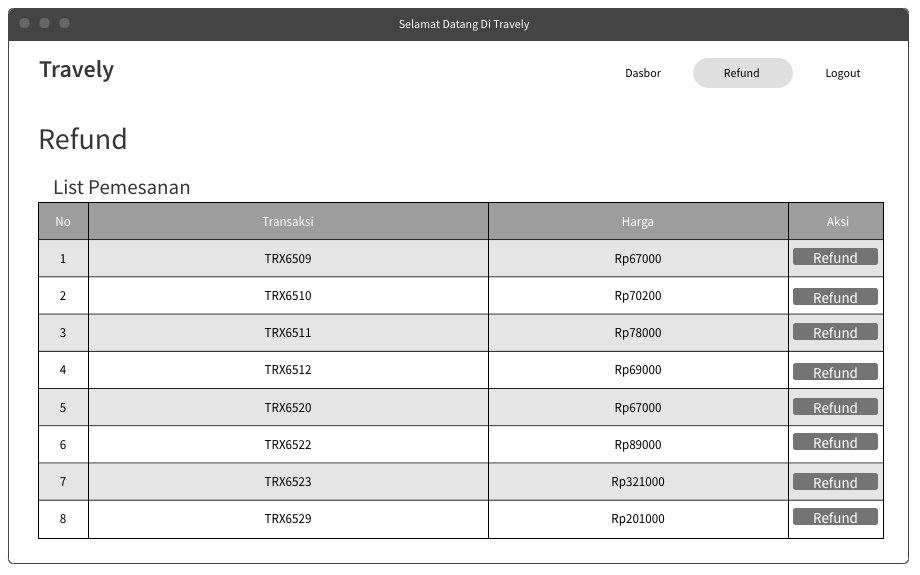 Selamat Datang Di Travely
Travely
Dasbor Refund Logout
Refund
List Pemesanan
No Transaksi Harga Aksi
1 TRX6509 Rp67000 Refund
2 TRX6510 Rp70200 Refund
3 TRX6511 Rp78000 Refund
4 TRX6512 Rp69000 Refund
5 TRX6520 Rp67000 Refund
6 TRX6522 Rp89000 Refund
7 TRX6523 Rp321000 Refund
8 TRX6529 Rp201000 Refund